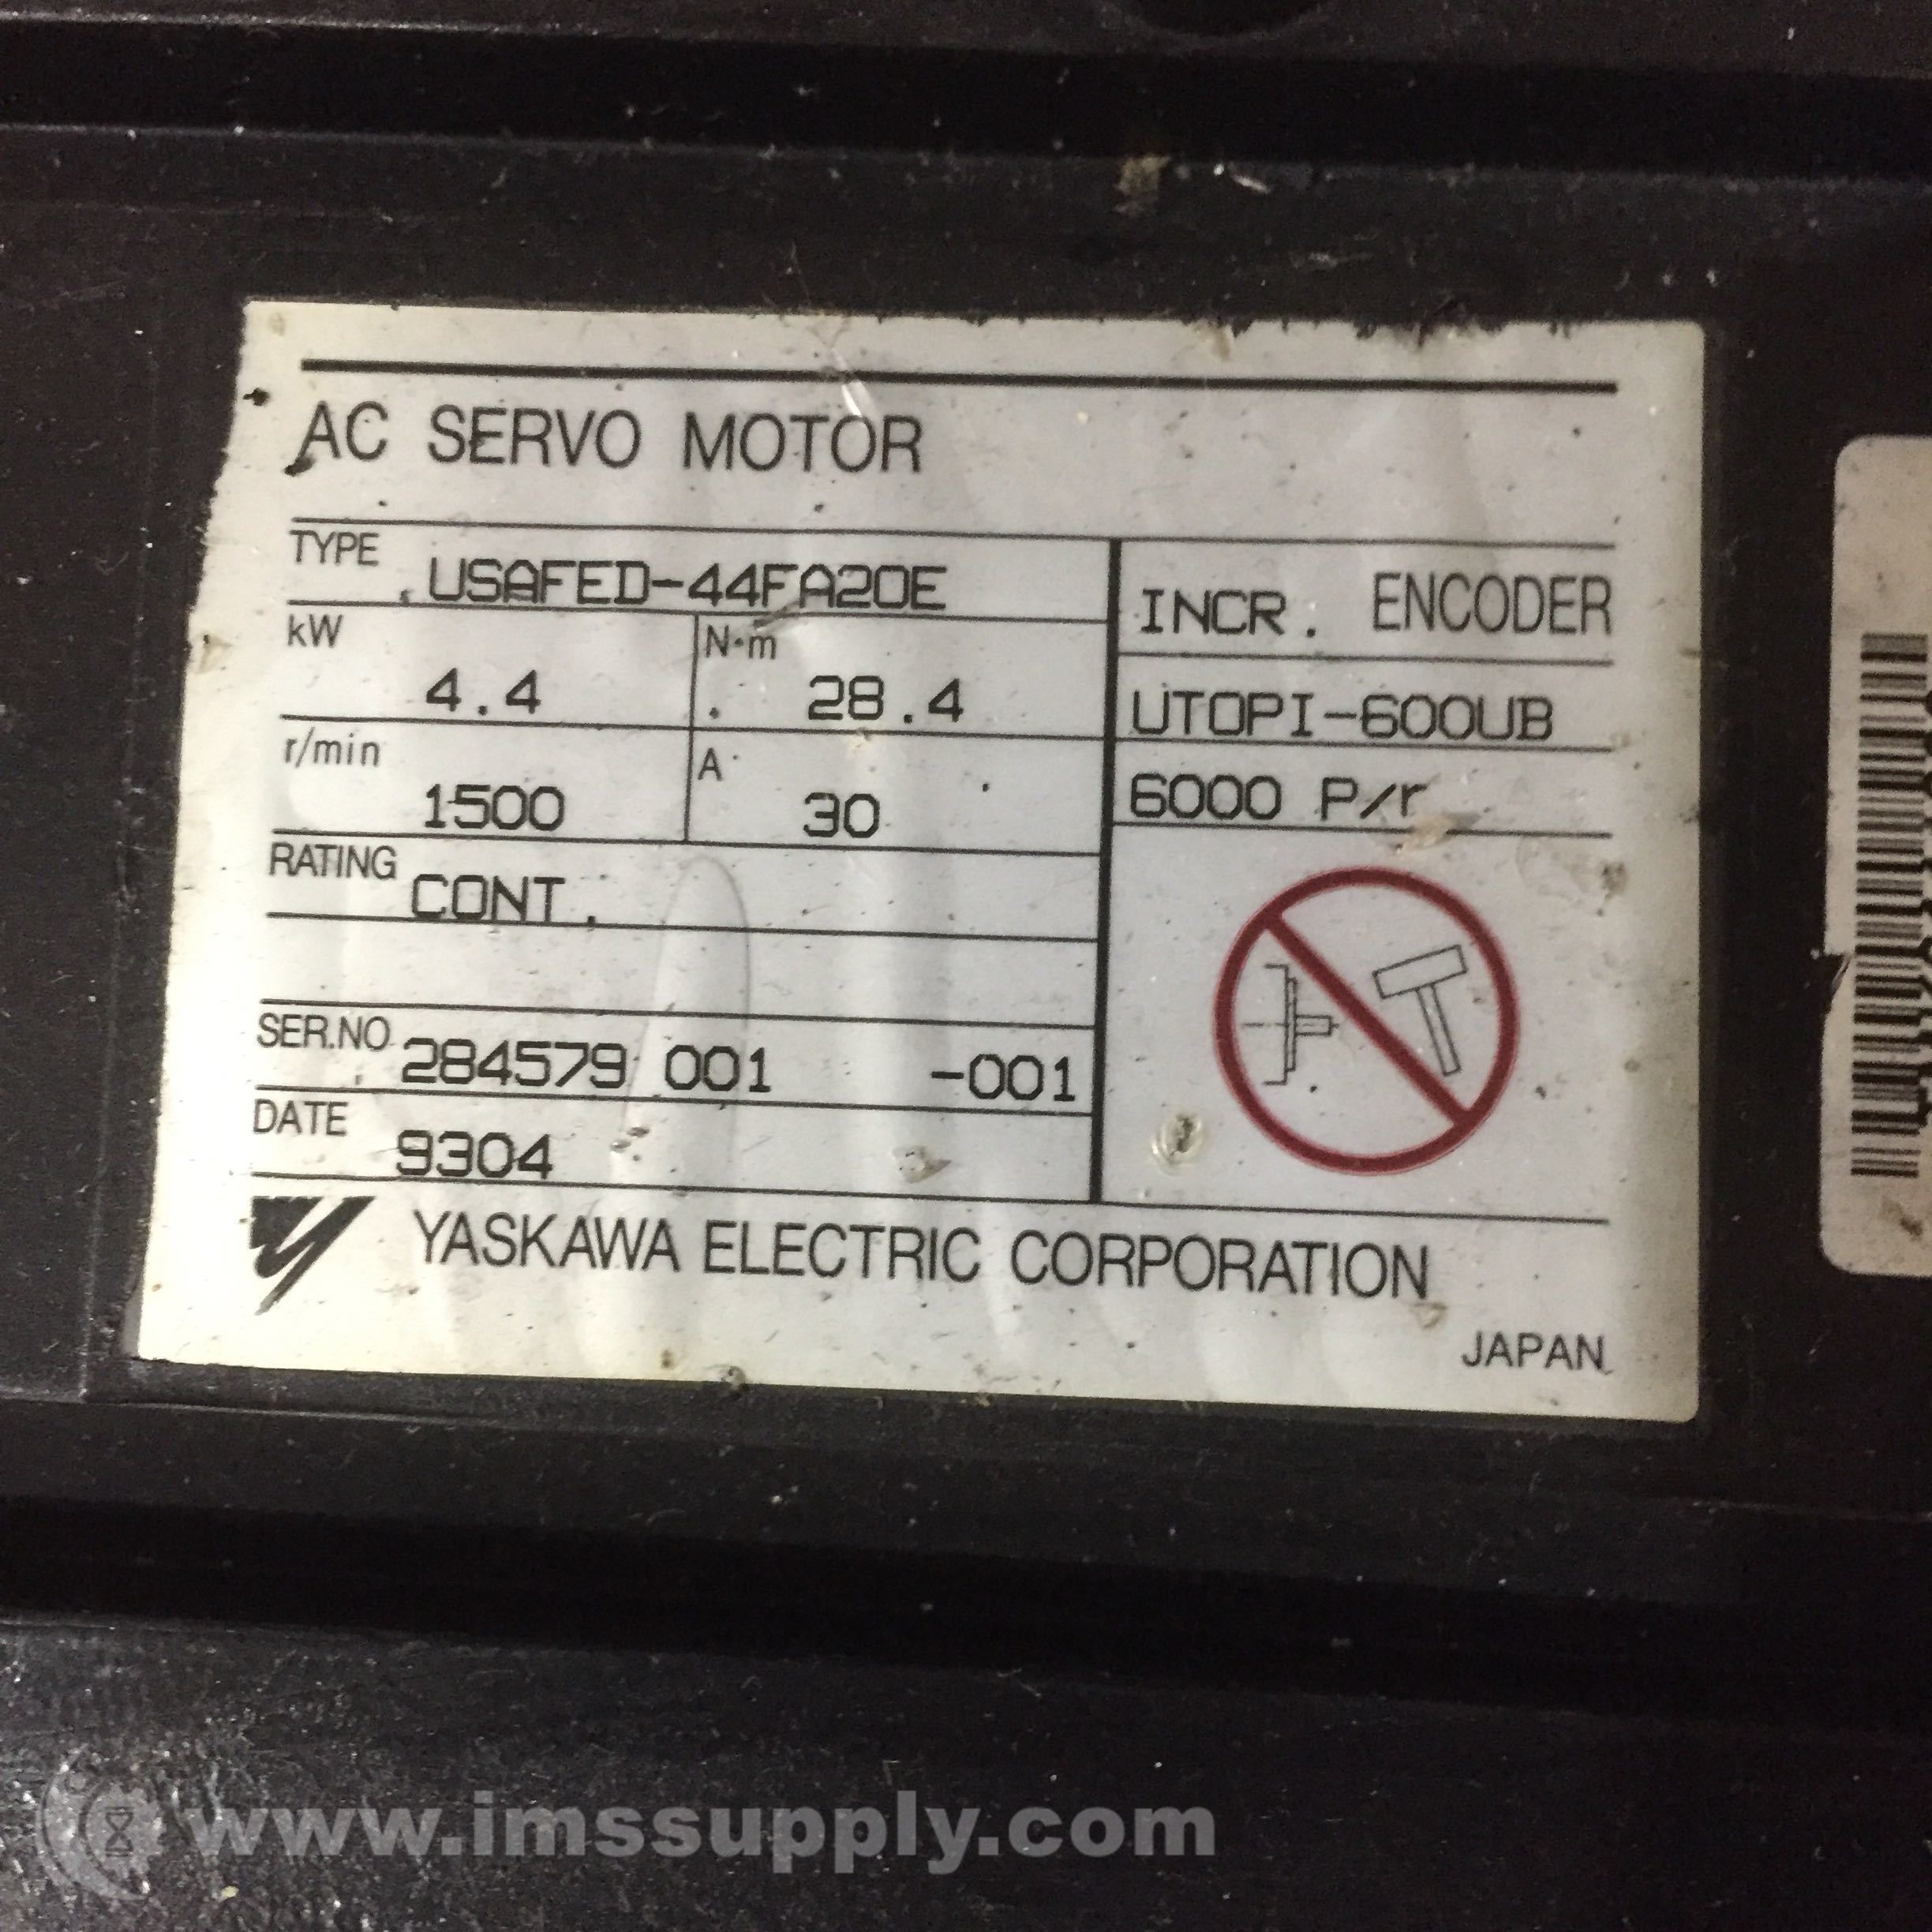 AC SERVO MOTOR
TYPE USAFED-44FA20E
kW 4.4 N·m 28.4
r/min 1500 A 30
RATING CONT.
SER.NO 284579 001 -001
DATE 9304
INCR. ENCODER
UTOPI-600UB
6000 P/r
YASKAWA ELECTRIC CORPORATION
JAPAN
www.imssupply.com